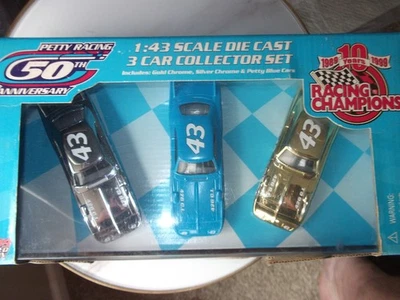 PETTY RACING
50TH
ANNIVERSARY
1:43 SCALE DIE CAST
3 CAR COLLECTOR SET
Includes: Gold Chrome, Silver Chrome & Petty Blue Cars
1989 10 1999
Years
RACING
CHAMPIONS
43
43
43
WARNING: